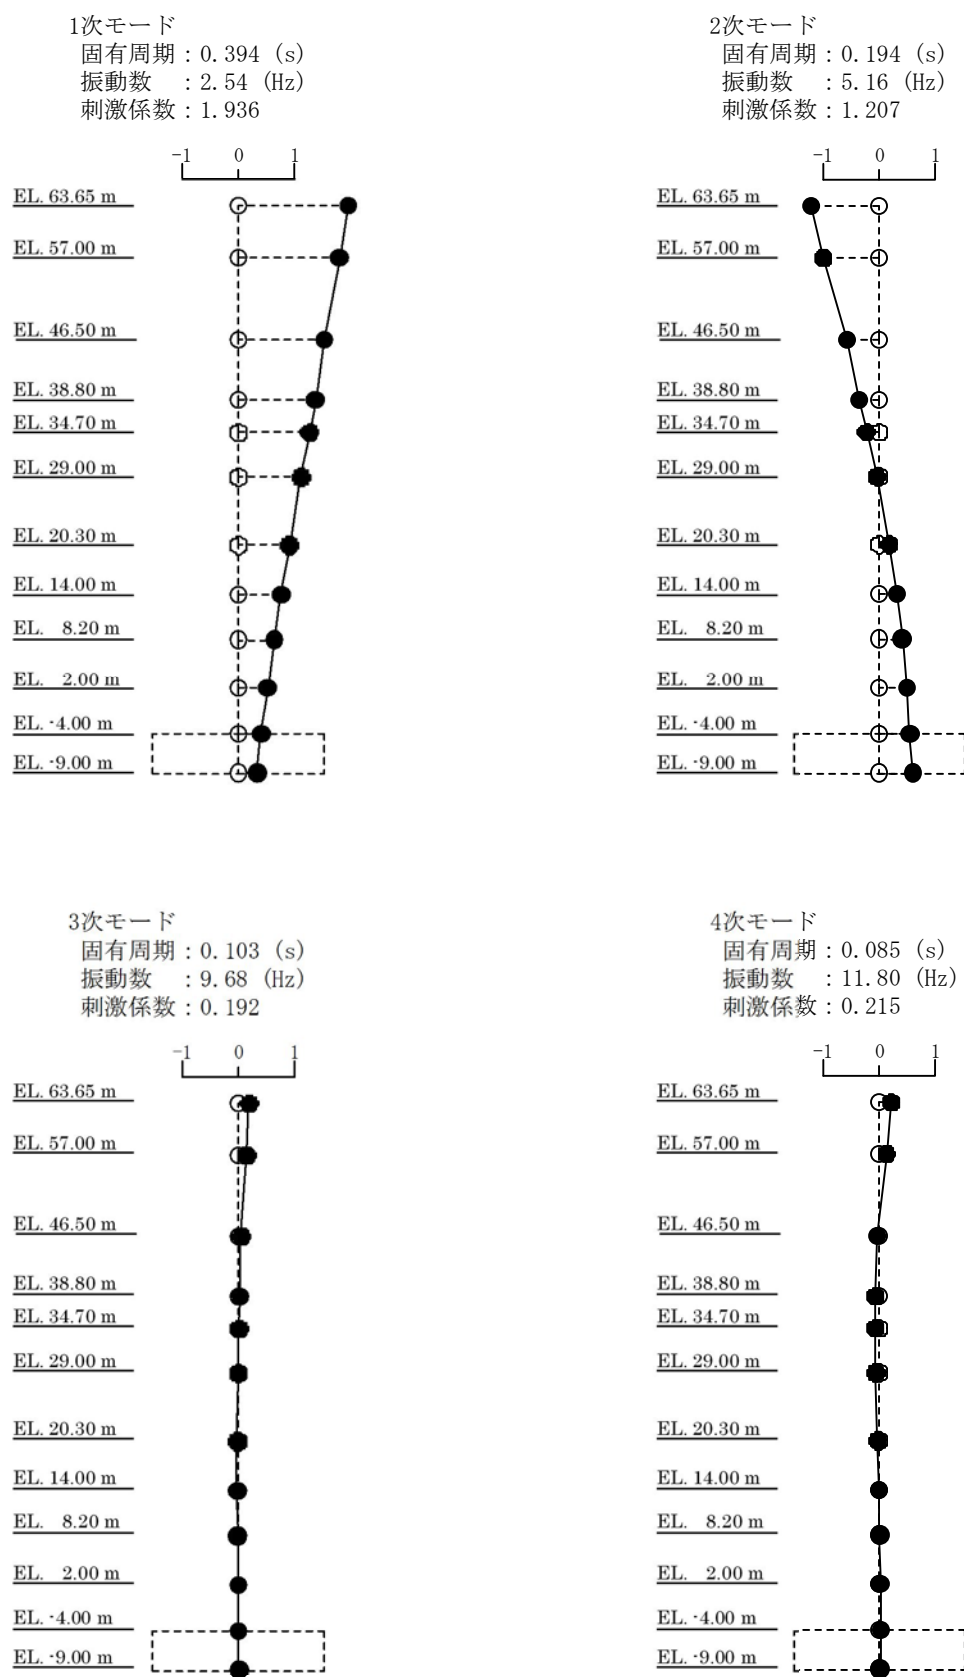 1次モード
固有周期：0.394 (s)
振動数　：2.54 (Hz)
刺激係数：1.936
-1 0 1
EL. 63.65 m
EL. 57.00 m
EL. 46.50 m
EL. 38.80 m
EL. 34.70 m
EL. 29.00 m
EL. 20.30 m
EL. 14.00 m
EL. 8.20 m
EL. 2.00 m
EL. -4.00 m
EL. -9.00 m
2次モード
固有周期：0.194 (s)
振動数　：5.16 (Hz)
刺激係数：1.207
-1 0 1
EL. 63.65 m
EL. 57.00 m
EL. 46.50 m
EL. 38.80 m
EL. 34.70 m
EL. 29.00 m
EL. 20.30 m
EL. 14.00 m
EL. 8.20 m
EL. 2.00 m
EL. -4.00 m
EL. -9.00 m
3次モード
固有周期：0.103 (s)
振動数　：9.68 (Hz)
刺激係数：0.192
-1 0 1
EL. 63.65 m
EL. 57.00 m
EL. 46.50 m
EL. 38.80 m
EL. 34.70 m
EL. 29.00 m
EL. 20.30 m
EL. 14.00 m
EL. 8.20 m
EL. 2.00 m
EL. -4.00 m
EL. -9.00 m
4次モード
固有周期：0.085 (s)
振動数　：11.80 (Hz)
刺激係数：0.215
-1 0 1
EL. 63.65 m
EL. 57.00 m
EL. 46.50 m
EL. 38.80 m
EL. 34.70 m
EL. 29.00 m
EL. 20.30 m
EL. 14.00 m
EL. 8.20 m
EL. 2.00 m
EL. -4.00 m
EL. -9.00 m